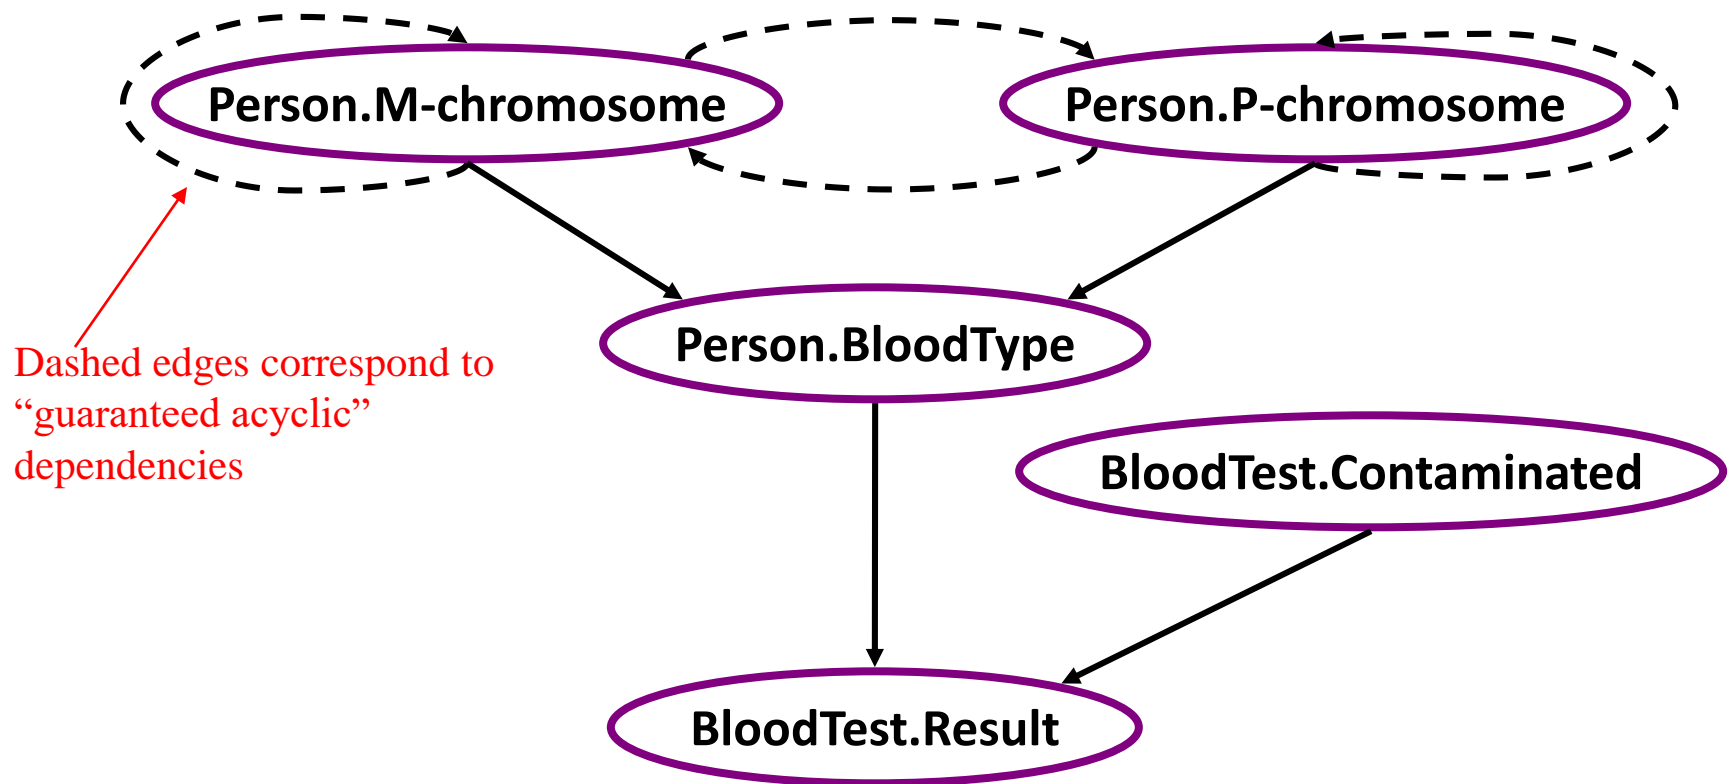 Person.M-chromosome
Person.P-chromosome
Person.BloodType
Dashed edges correspond to
“guaranteed acyclic”
dependencies
BloodTest.Contaminated
BloodTest.Result